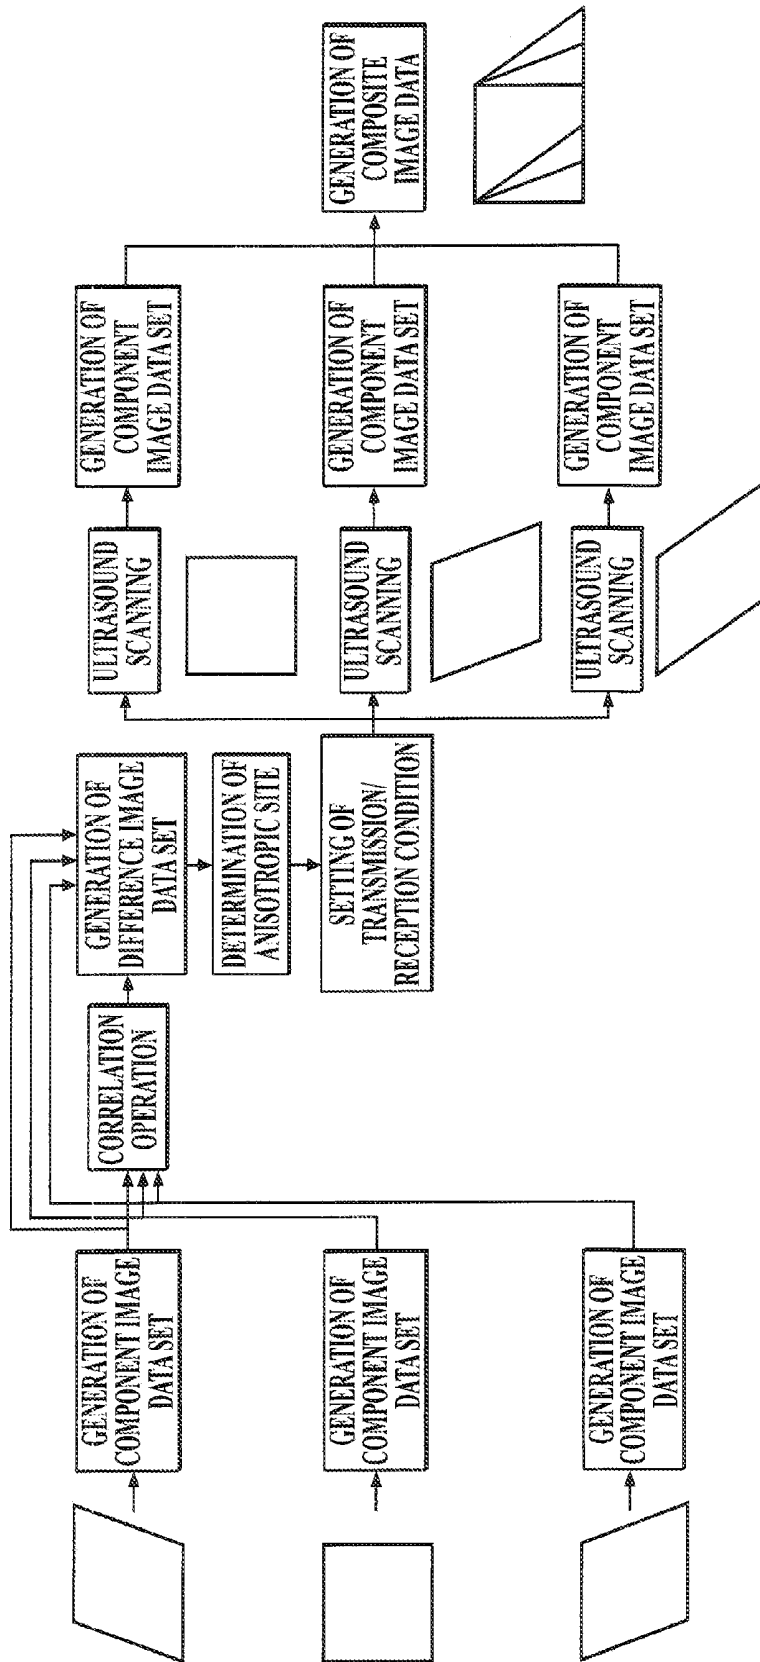 GENERATION OF
COMPONENT IMAGE
DATA SET
GENERATION OF
COMPONENT IMAGE
DATA SET
GENERATION OF
COMPONENT IMAGE
DATA SET
CORRELATION
OPERATION
GENERATION OF
DIFFERENCE IMAGE
DATA SET
DETERMINATION OF
ANISOTROPIC SITE
SETTING OF
TRANSMISSION/
RECEPTION CONDITION
ULTRASOUND
SCANNING
ULTRASOUND
SCANNING
ULTRASOUND
SCANNING
GENERATION OF
COMPONENT
IMAGE DATA SET
GENERATION OF
COMPONENT
IMAGE DATA SET
GENERATION OF
COMPONENT
IMAGE DATA SET
GENERATION OF
COMPOSITE
IMAGE DATA